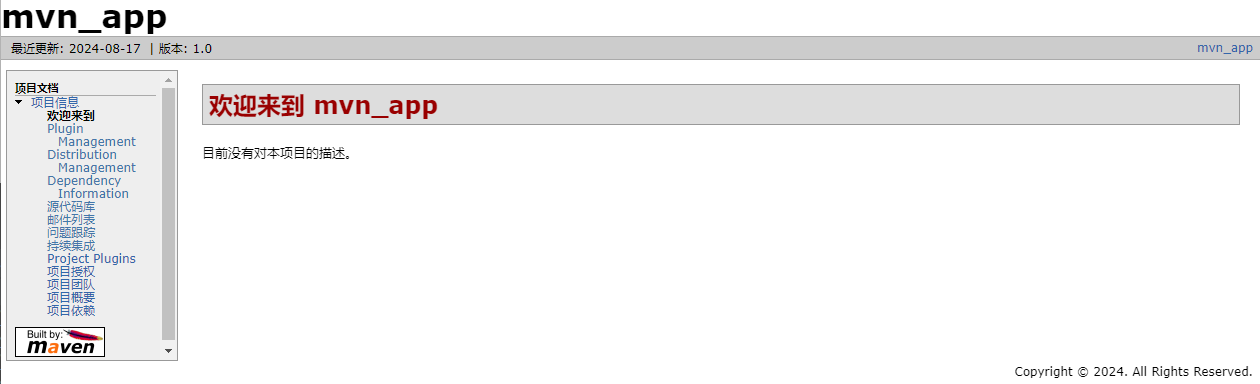 mvn_app
最近更新: 2024-08-17 | 版本: 1.0
mvn_app
项目文档
项目信息
欢迎来到
Plugin
Management
Distribution
Management
Dependency
Information
源代码库
邮件列表
问题跟踪
持续集成
Project Plugins
项目授权
项目团队
项目概要
项目依赖
Built by:
maven
欢迎来到 mvn_app
目前没有对本项目的描述。
Copyright © 2024. All Rights Reserved.